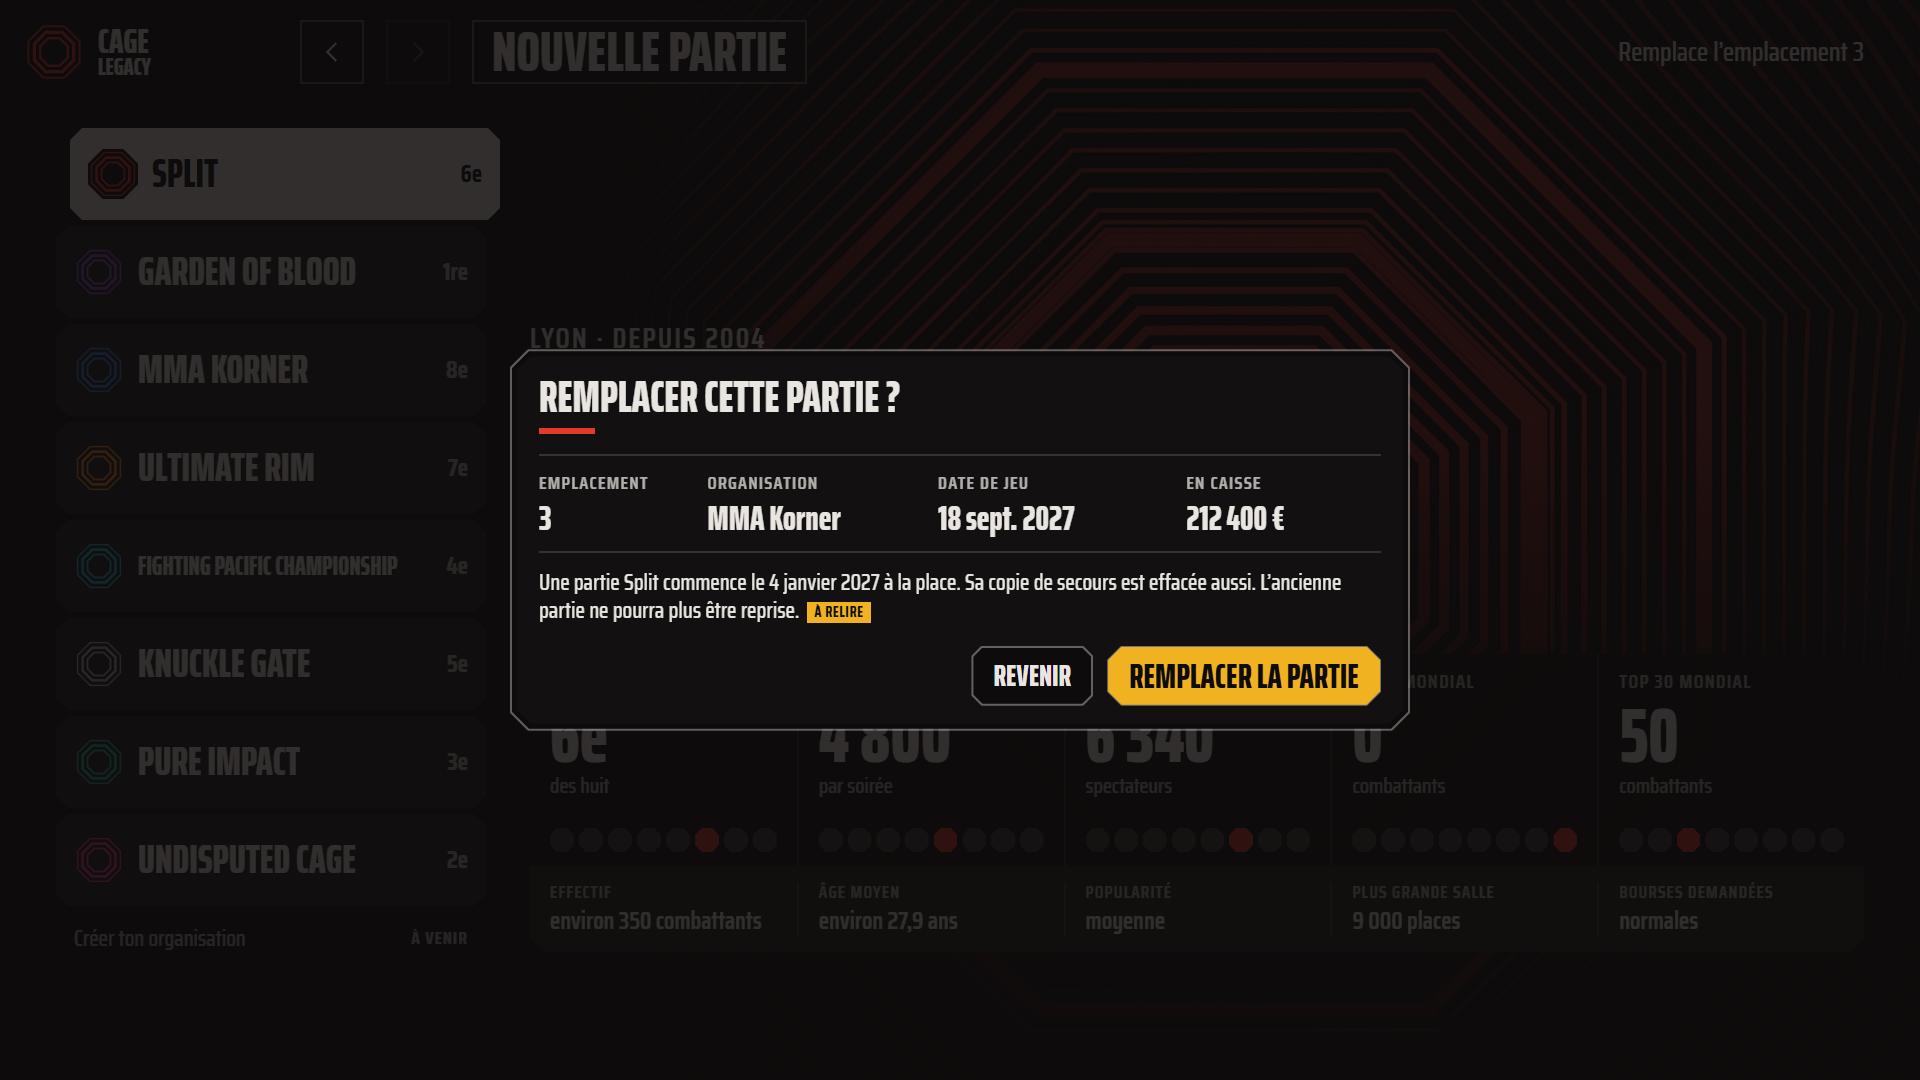 CAGE
LEGACY
NOUVELLE PARTIE
Remplace l'emplacement 3
SPLIT 6e
GARDEN OF BLOOD 1re
MMA KORNER 8e
ULTIMATE RIM 7e
FIGHTING PACIFIC CHAMPIONSHIP 4e
KNUCKLE GATE 5e
PURE IMPACT 3e
UNDISPUTED CAGE 2e
Créer ton organisation À VENIR
LYON · DEPUIS 2004
REMPLACER CETTE PARTIE ?
EMPLACEMENT ORGANISATION DATE DE JEU EN CAISSE
3 MMA Korner 18 sept. 2027 212 400 €
Une partie Split commence le 4 janvier 2027 à la place. Sa copie de secours est effacée aussi. L'ancienne
partie ne pourra plus être reprise. À RELIRE
REVENIR REMPLACER LA PARTIE
MONDIAL TOP 30 MONDIAL
6e 4 800 6 340 0 50
des huit par soirée spectateurs combattants combattants
EFFECTIF ÂGE MOYEN POPULARITÉ PLUS GRANDE SALLE BOURSES DEMANDÉES
environ 350 combattants environ 27,9 ans moyenne 9 000 places normales